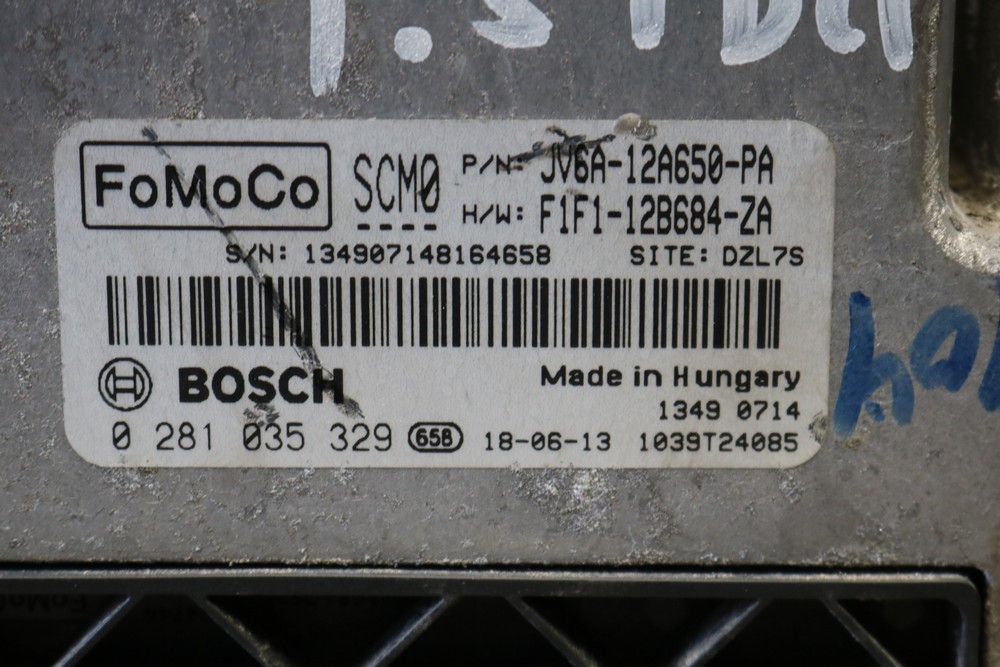 FoMoCo SCM0 P/N: JV6A-12A650-PA
H/W: F1F1-12B684-ZA
S/N: 134907148164658 SITE: DZL7S
BOSCH Made in Hungary
1349 0714
0 281 035 329 658 18-06-13 1039T24085